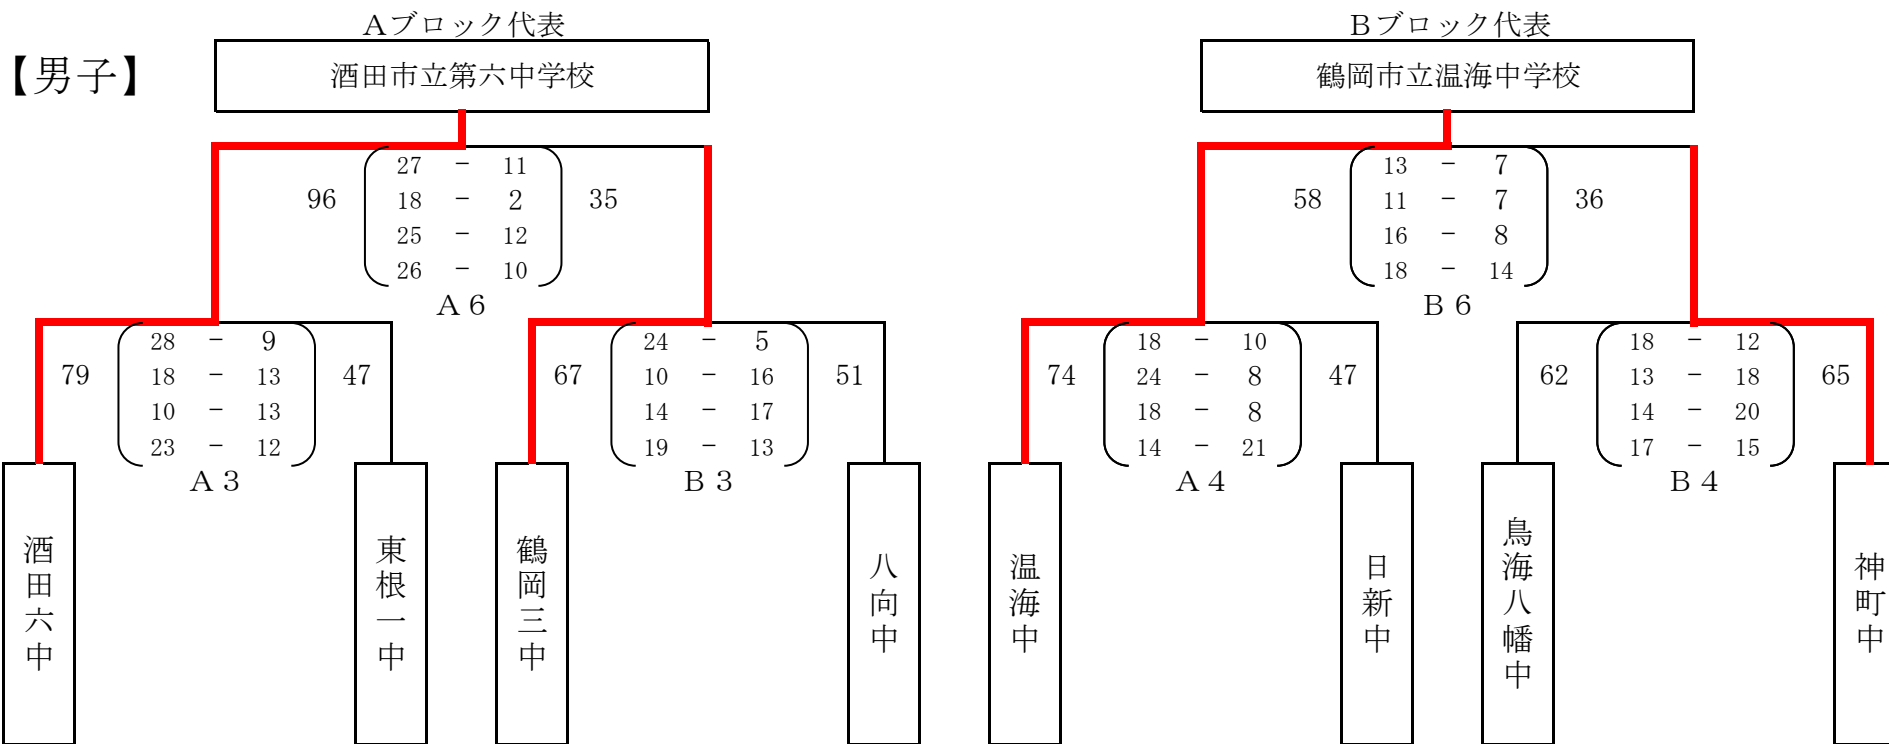 【男子】
Aブロック代表
酒田市立第六中学校
Bブロック代表
鶴岡市立温海中学校
96
27 － 11
18 － 2
25 － 12
26 － 10
35
A6
58
13 － 7
11 － 7
16 － 8
18 － 14
36
B6
79
28 － 9
18 － 13
10 － 13
23 － 12
47
A3
67
24 － 5
10 － 16
14 － 17
19 － 13
51
B3
74
18 － 10
24 － 8
18 － 8
14 － 21
47
A4
62
18 － 12
13 － 18
14 － 20
17 － 15
65
B4
酒田六中
東根一中
鶴岡三中
八向中
温海中
日新中
鳥海八幡中
神町中